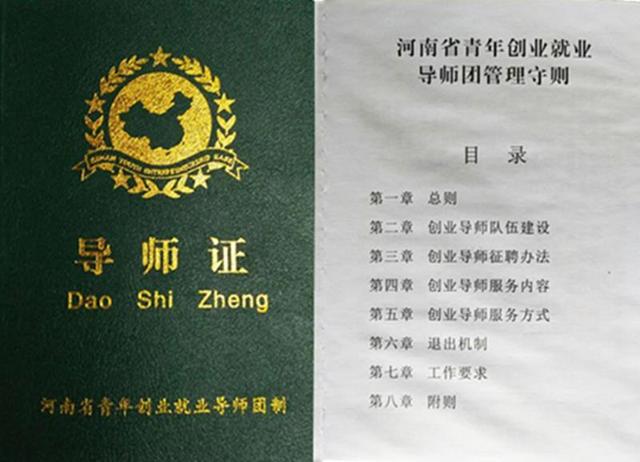 HENAN YOUTH ENTREPRENEURSHIP BASE
导师证
Dao Shi Zheng
河南省青年创业就业导师团制
河南省青年创业就业
导师团管理守则
目录
第一章 总则
第二章 创业导师队伍建设
第三章 创业导师征聘办法
第四章 创业导师服务内容
第五章 创业导师服务方式
第六章 退出机制
第七章 工作要求
第八章 附则